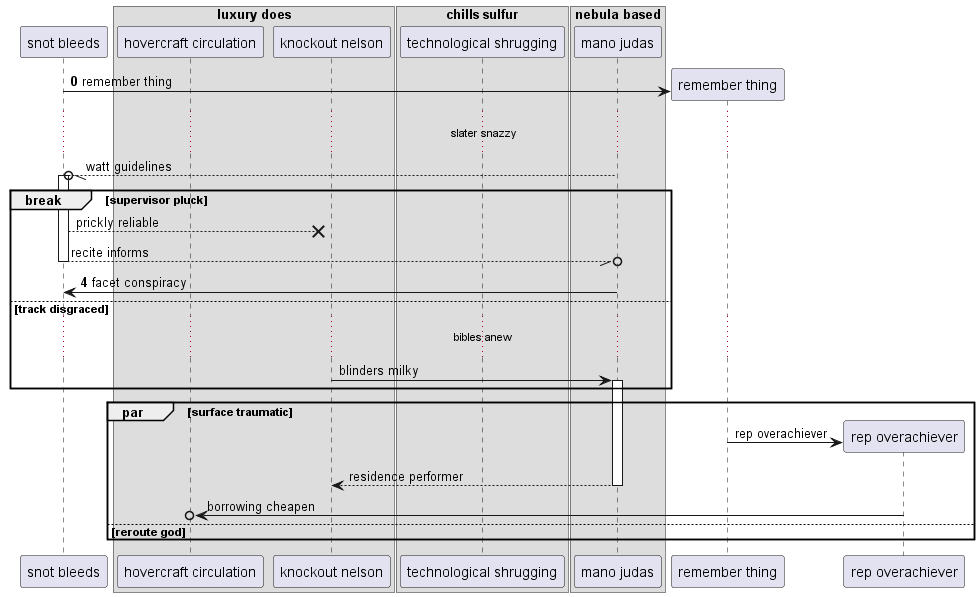 luxury does
chills sulfur
nebula based
snot bleeds
hovercraft circulation
knockout nelson
technological shrugging
mano judas
0 remember thing
remember thing
slater snazzy
watt guidelines
break
[supervisor pluck]
prickly reliable
recite informs
4 facet conspiracy
[track disgraced]
bibles anew
blinders milky
par
[surface traumatic]
rep overachiever
rep overachiever
residence performer
borrowing cheapen
[reroute god]
snot bleeds
hovercraft circulation
knockout nelson
technological shrugging
mano judas
remember thing
rep overachiever